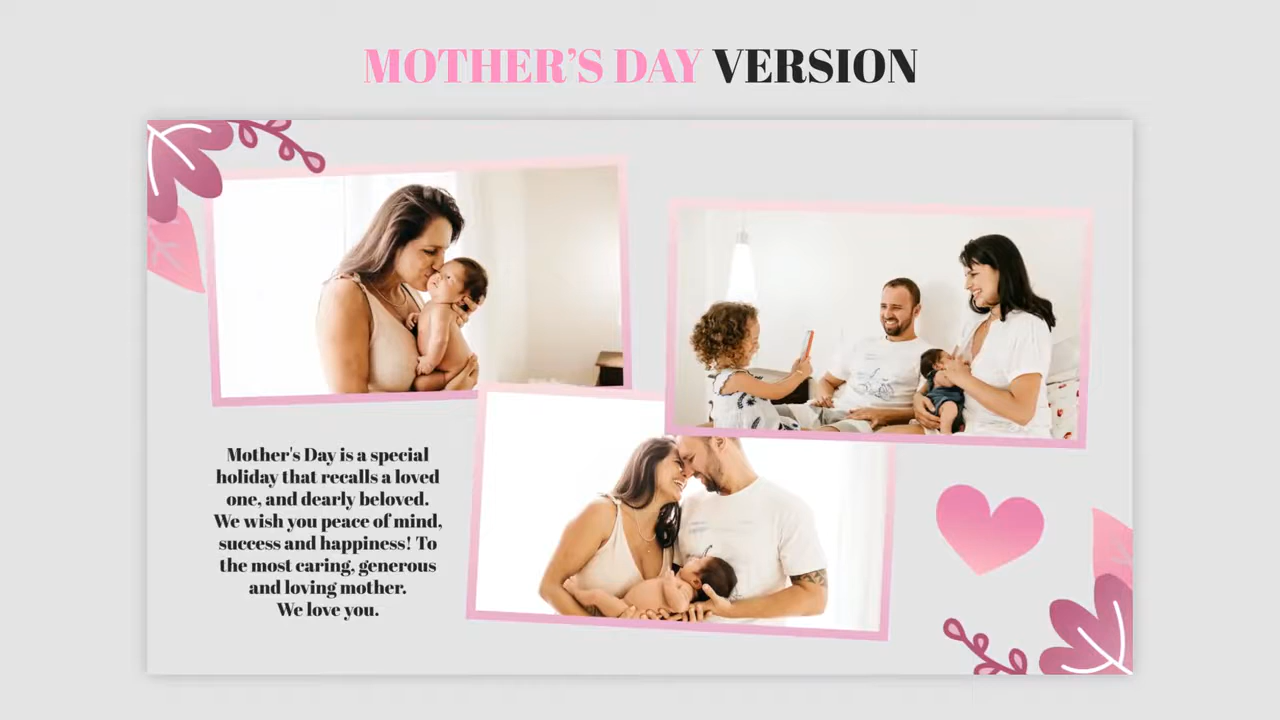 MOTHER’S DAY VERSION
Mother's Day is a special
holiday that recalls a loved
one, and dearly beloved.
We wish you peace of mind,
success and happiness! To
the most caring, generous
and loving mother.
We love you.